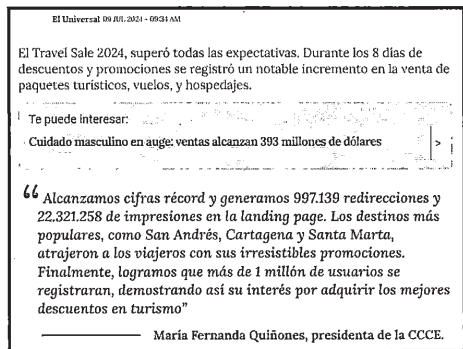 El Universal 09 JUL. 2024 - 09:34 AM
El Travel Sale 2024, superó todas las expectativas. Durante los 8 días de
descuentos y promociones se registró un notable incremento en la venta de
paquetes turísticos, vuelos, y hospedajes.
Te puede interesar:
Cuidado masculino en auge: ventas alcanzan 393 millones de dólares
>
“ Alcanzamos cifras récord y generamos 997.139 redirecciones y
22.321.258 de impresiones en la landing page. Los destinos más
populares, como San Andrés, Cartagena y Santa Marta,
atrajeron a los viajeros con sus irresistibles promociones.
Finalmente, logramos que más de 1 millón de usuarios se
registraran, demostrando así su interés por adquirir los mejores
descuentos en turismo”
María Fernanda Quiñones, presidenta de la CCCE.